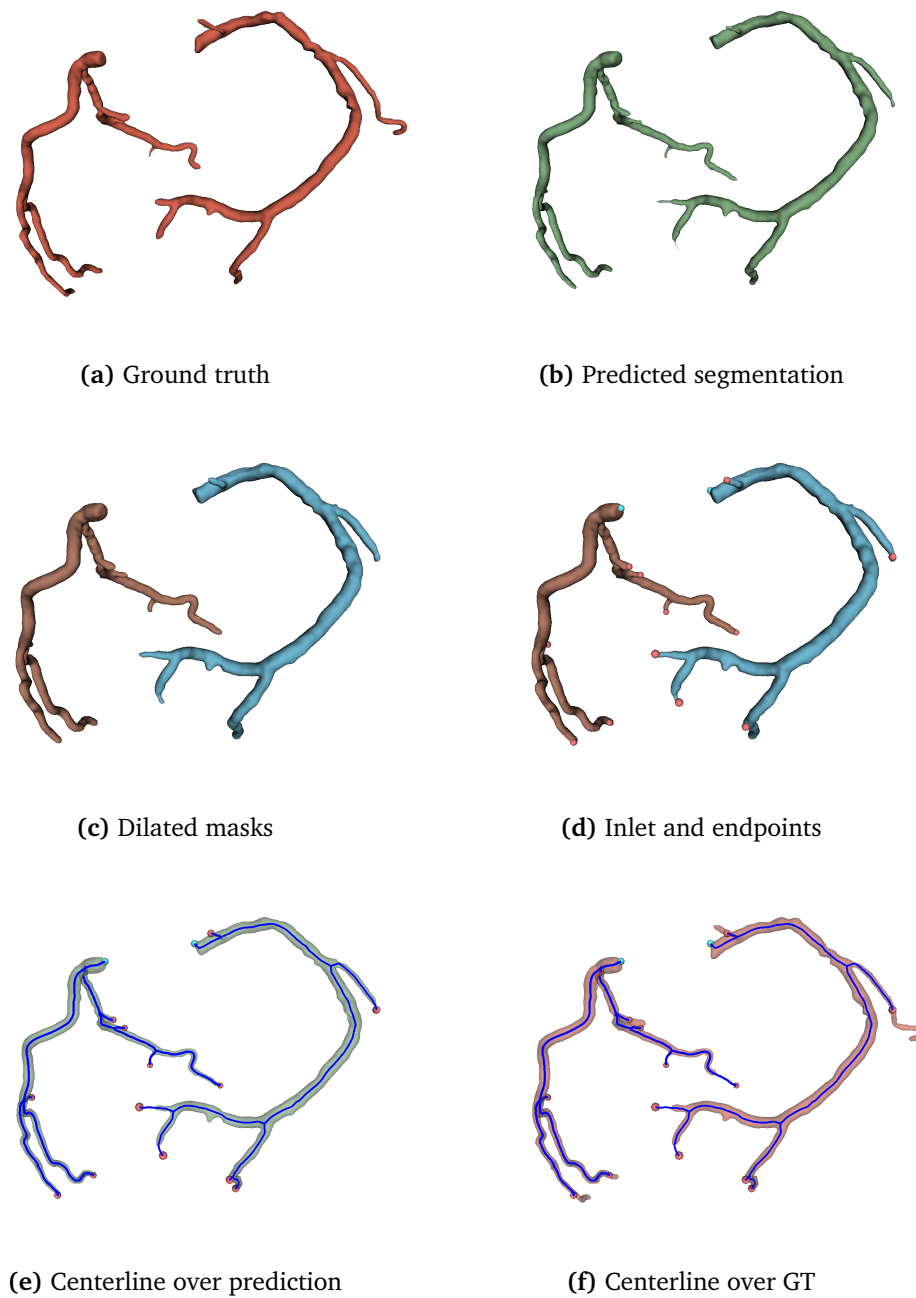 (a) Ground truth
(b) Predicted segmentation
(c) Dilated masks
(d) Inlet and endpoints
(e) Centerline over prediction
(f) Centerline over GT